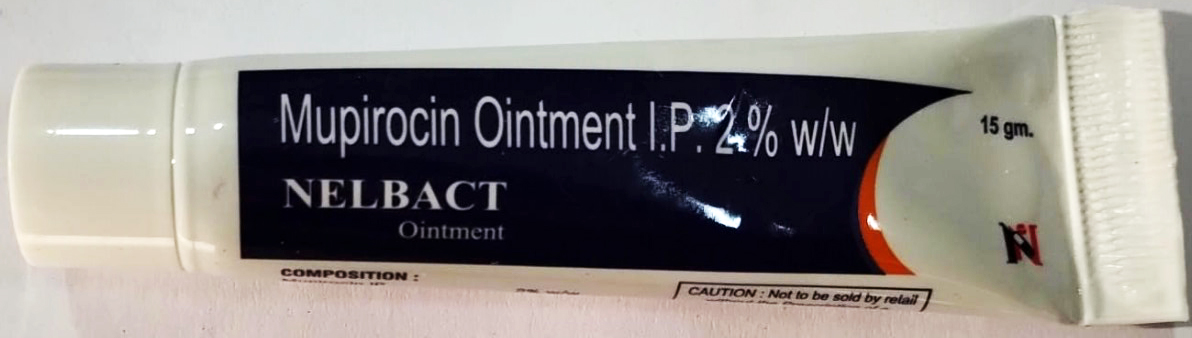 Mupirocin Ointment I.P. 2% w/w
15 gm.
NELBACT
Ointment
COMPOSITION :
CAUTION : Not to be sold by retail